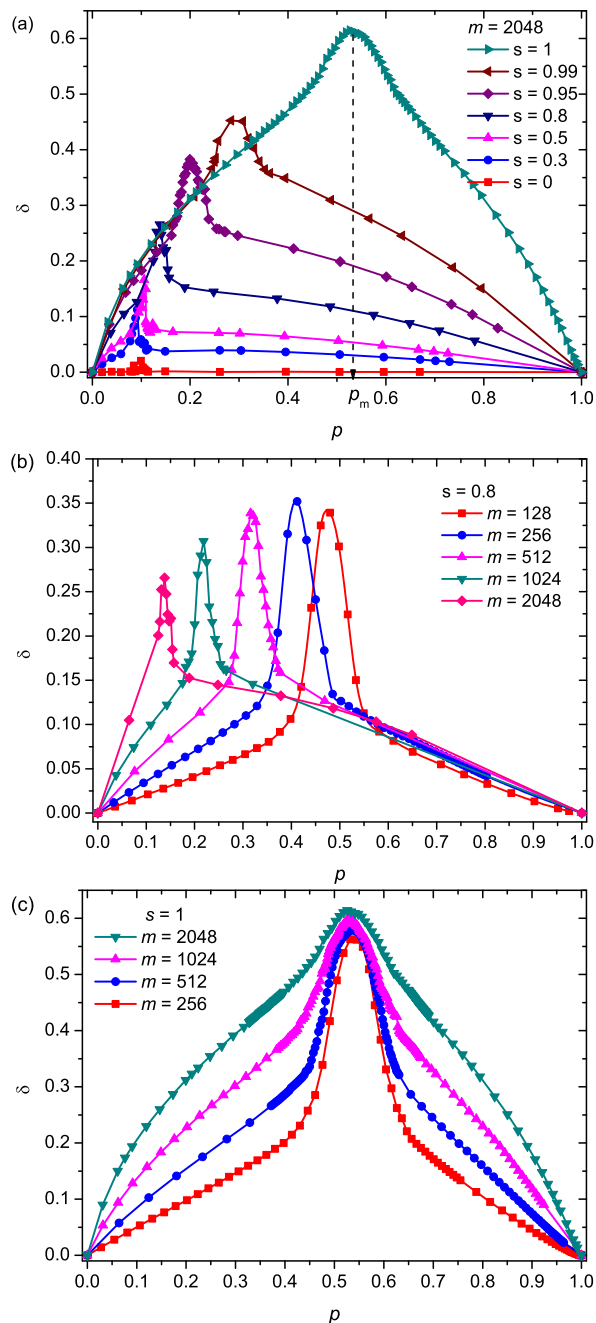 (a)
m = 2048
s = 1
s = 0.99
s = 0.95
s = 0.8
s = 0.5
s = 0.3
s = 0
0.6
0.5
0.4
0.3
0.2
0.1
0.0
δ
0.0 0.2 0.4 0.6 0.8 1.0
pm
p
(b)
s = 0.8
m = 128
m = 256
m = 512
m = 1024
m = 2048
0.40
0.35
0.30
0.25
0.20
0.15
0.10
0.05
0.00
δ
0.0 0.1 0.2 0.3 0.4 0.5 0.6 0.7 0.8 0.9 1.0
p
(c)
s = 1
m = 2048
m = 1024
m = 512
m = 256
0.6
0.5
0.4
0.3
0.2
0.1
0.0
δ
0.0 0.1 0.2 0.3 0.4 0.5 0.6 0.7 0.8 0.9 1.0
p